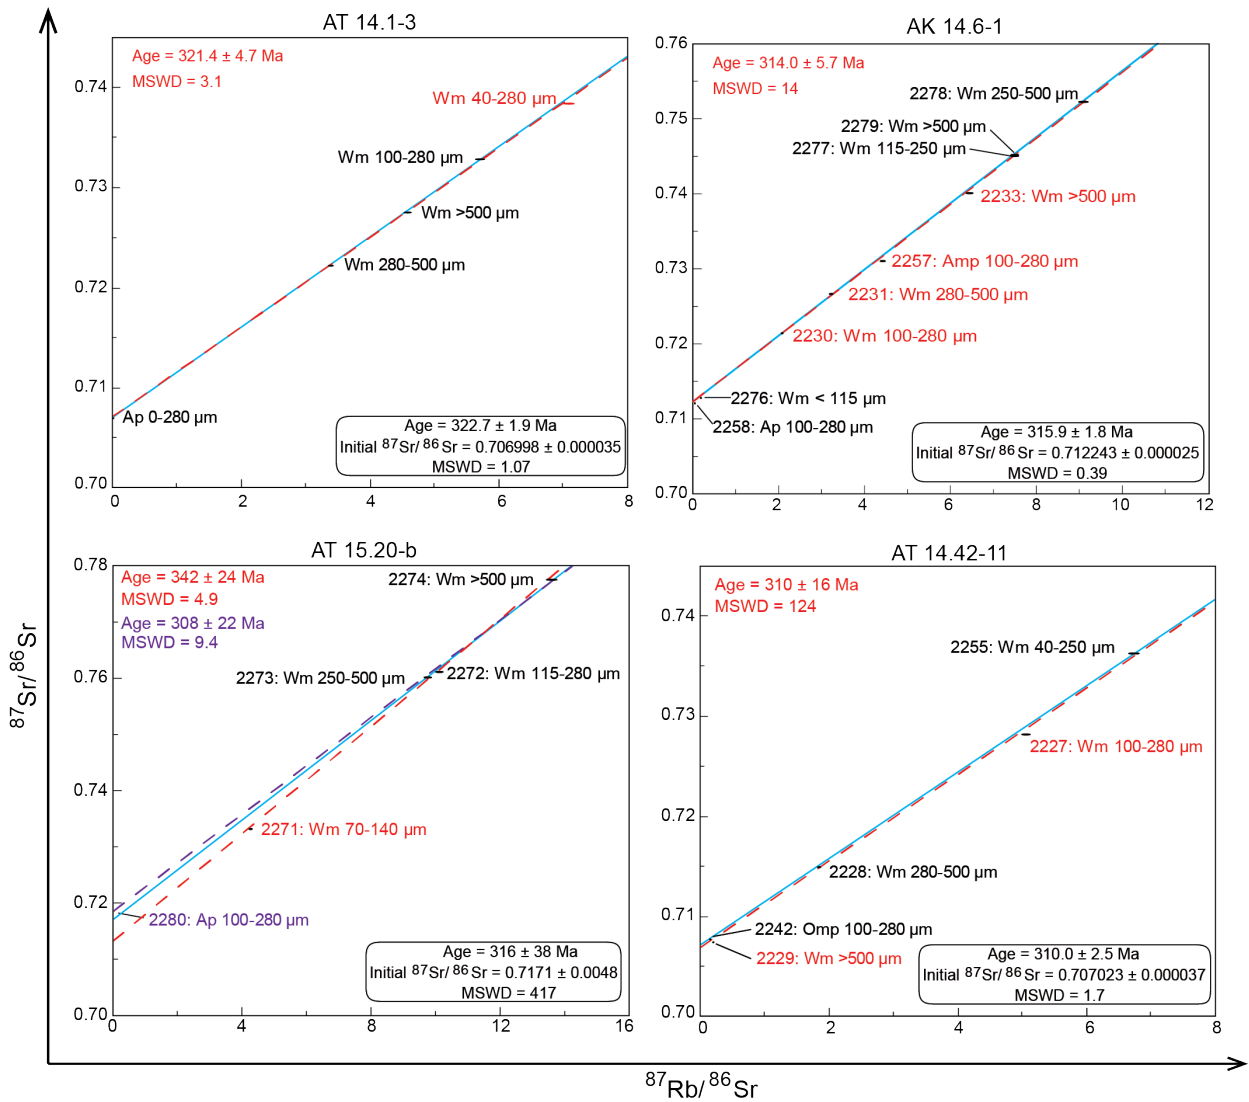 AT 14.1-3
Age = 321.4 ± 4.7 Ma
MSWD = 3.1
0.74
0.73
0.72
0.71
0.70
Wm 40-280 µm
Wm 100-280 µm
Wm >500 µm
Wm 280-500 µm
Ap 0-280 µm
Age = 322.7 ± 1.9 Ma
Initial ⁸⁷Sr/ ⁸⁶Sr = 0.706998 ± 0.000035
MSWD = 1.07
0 2 4 6 8
AK 14.6-1
0.76
0.75
0.74
0.73
0.72
0.71
0.70
Age = 314.0 ± 5.7 Ma
MSWD = 14
2278: Wm 250-500 µm
2279: Wm >500 µm
2277: Wm 115-250 µm
2233: Wm >500 µm
2257: Amp 100-280 µm
2231: Wm 280-500 µm
2230: Wm 100-280 µm
2276: Wm < 115 µm
2258: Ap 100-280 µm
Age = 315.9 ± 1.8 Ma
Initial ⁸⁷Sr/ ⁸⁶Sr = 0.712243 ± 0.000025
MSWD = 0.39
0 2 4 6 8 10 12
AT 15.20-b
0.78
0.76
0.74
0.72
0.70
Age = 342 ± 24 Ma
MSWD = 4.9
Age = 308 ± 22 Ma
MSWD = 9.4
2274: Wm >500 µm
2273: Wm 250-500 µm
2272: Wm 115-280 µm
2271: Wm 70-140 µm
2280: Ap 100-280 µm
Age = 316 ± 38 Ma
Initial ⁸⁷Sr/ ⁸⁶Sr = 0.7171 ± 0.0048
MSWD = 417
0 4 8 12 16
AT 14.42-11
0.74
0.73
0.72
0.71
0.70
Age = 310 ± 16 Ma
MSWD = 124
2255: Wm 40-250 µm
2227: Wm 100-280 µm
2228: Wm 280-500 µm
2242: Omp 100-280 µm
2229: Wm >500 µm
Age = 310.0 ± 2.5 Ma
Initial ⁸⁷Sr/ ⁸⁶Sr = 0.707023 ± 0.000037
MSWD = 1.7
0 2 4 6 8
⁸⁷Sr/ ⁸⁶Sr
⁸⁷Rb/ ⁸⁶Sr